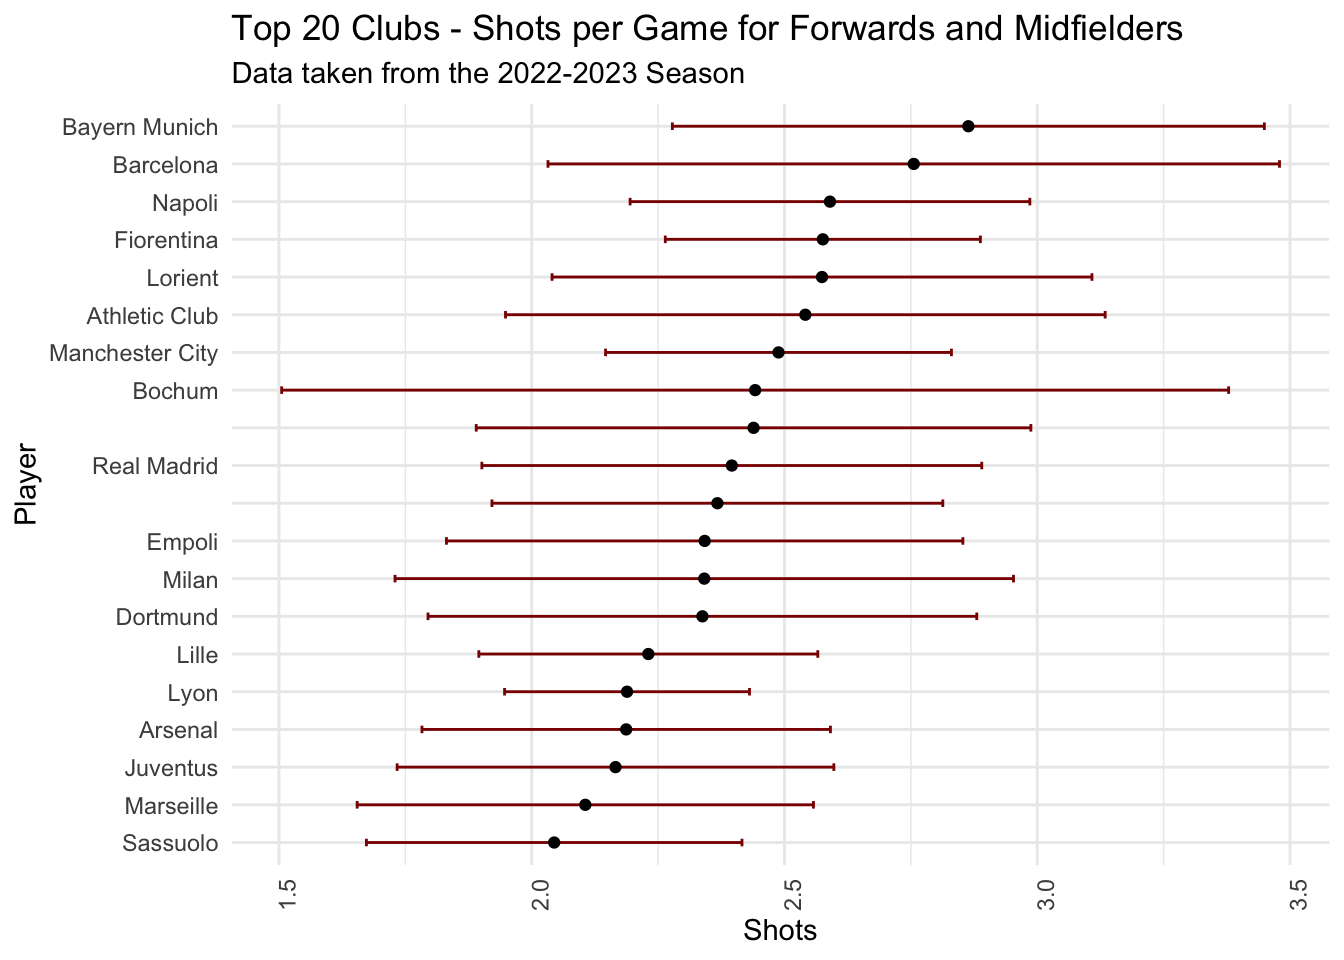 Top 20 Clubs - Shots per Game for Forwards and Midfielders
Data taken from the 2022-2023 Season
Player
Bayern Munich
Barcelona
Napoli
Fiorentina
Lorient
Athletic Club
Manchester City
Bochum
Real Madrid
Empoli
Milan
Dortmund
Lille
Lyon
Arsenal
Juventus
Marseille
Sassuolo
1.5
2.0
2.5
3.0
3.5
Shots